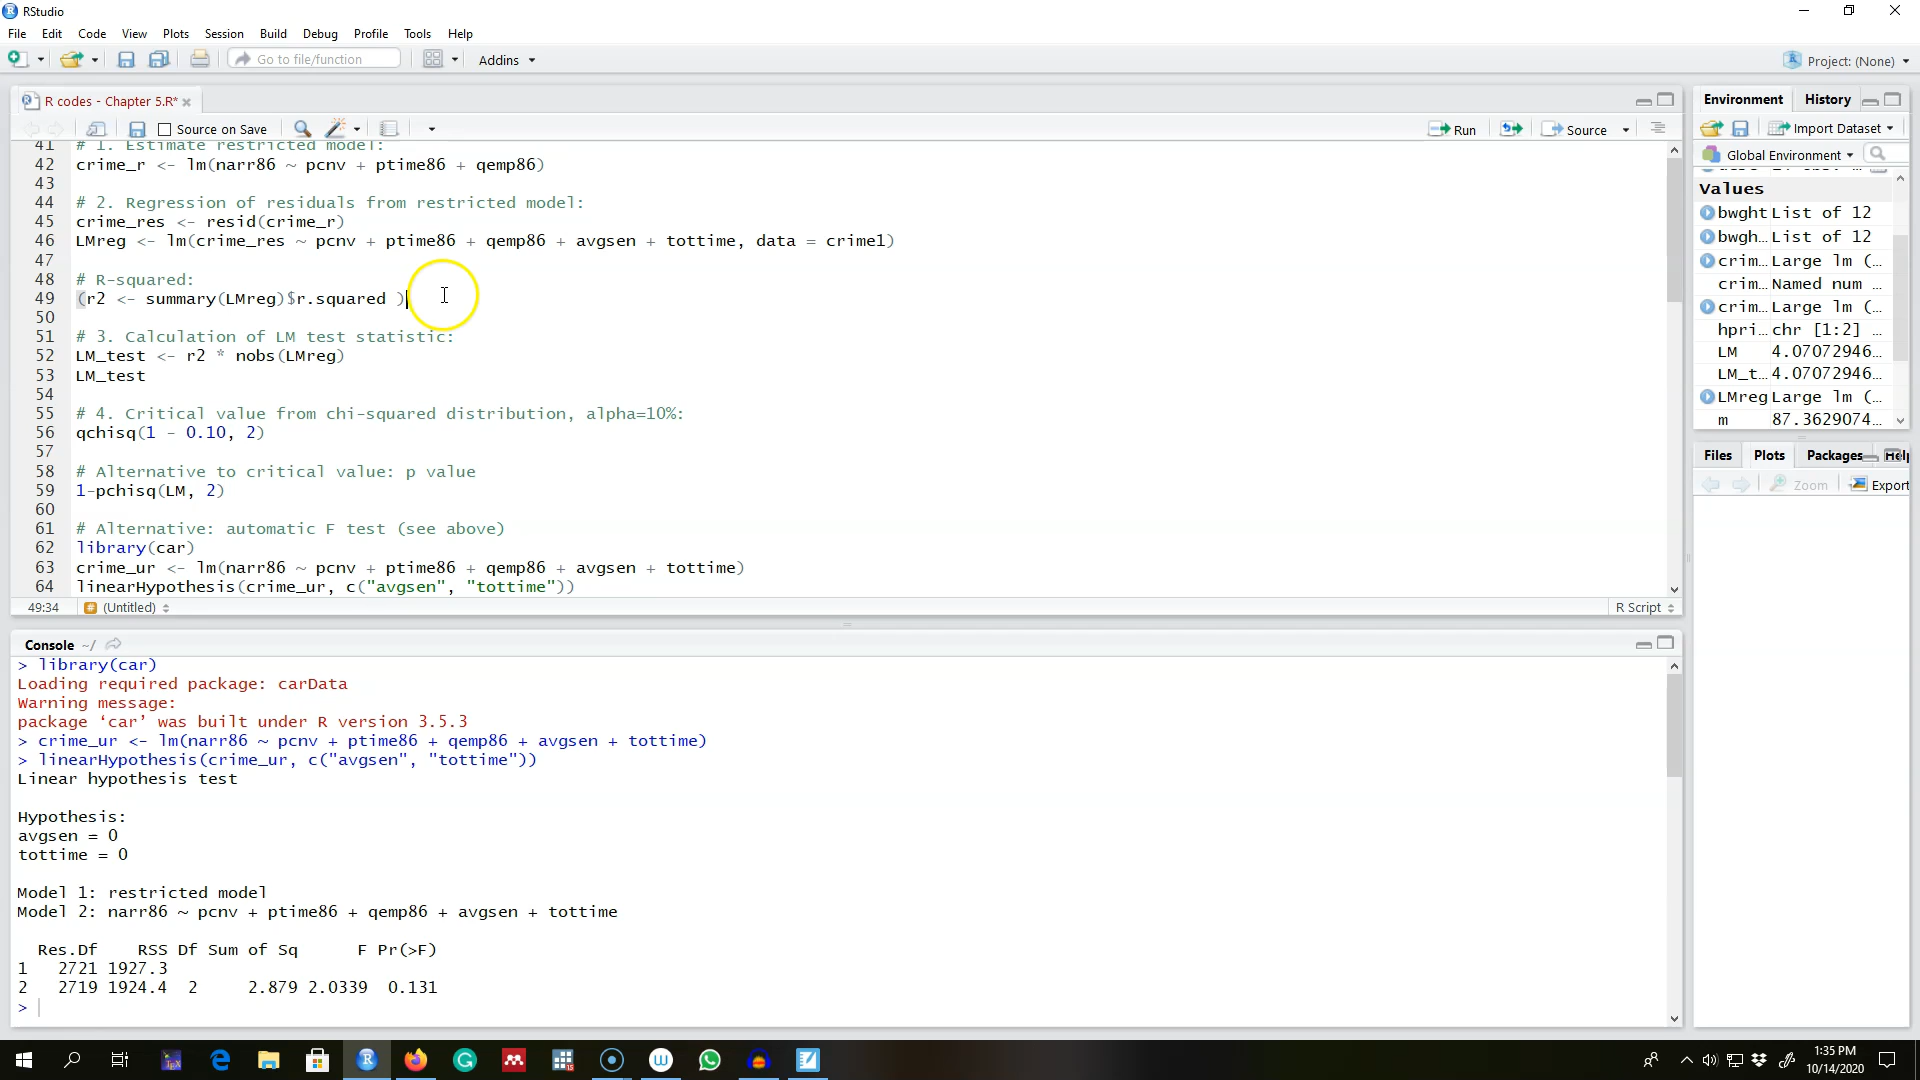 RStudio
File Edit Code View Plots Session Build Debug Profile Tools Help
Go to file/function Addins Project: (None)
R codes - Chapter 5.R* Environment History
Source on Save Run Source Import Dataset
Global Environment
41 # 1. Estimate restricted model:
42 crime_r <- lm(narr86 ~ pcnv + ptime86 + qemp86)
43
44 # 2. Regression of residuals from restricted model:
45 crime_res <- resid(crime_r)
46 LMreg <- lm(crime_res ~ pcnv + ptime86 + qemp86 + avgsen + tottime, data = crime1)
47
48 # R-squared:
49 (r2 <- summary(LMreg)$r.squared )
50
51 # 3. Calculation of LM test statistic:
52 LM_test <- r2 * nobs(LMreg)
53 LM_test
54
55 # 4. Critical value from chi-squared distribution, alpha=10%:
56 qchisq(1 - 0.10, 2)
57
58 # Alternative to critical value: p value
59 1-pchisq(LM, 2)
60
61 # Alternative: automatic F test (see above)
62 library(car)
63 crime_ur <- lm(narr86 ~ pcnv + ptime86 + qemp86 + avgsen + tottime)
64 linearHypothesis(crime_ur, c("avgsen", "tottime"))
49:34 (Untitled) R Script
Values
bwght List of 12
bwgh… List of 12
crim… Large lm (…
crim… Named num …
crim… Large lm (…
hpri… chr [1:2] …
LM 4.07072946…
LM_t… 4.07072946…
LMreg Large lm (…
m 87.3629074…
Files Plots Packages Help
Zoom Export
Console ~/
> library(car)
Loading required package: carData
Warning message:
package ‘car’ was built under R version 3.5.3
> crime_ur <- lm(narr86 ~ pcnv + ptime86 + qemp86 + avgsen + tottime)
> linearHypothesis(crime_ur, c("avgsen", "tottime"))
Linear hypothesis test
Hypothesis:
avgsen = 0
tottime = 0
Model 1: restricted model
Model 2: narr86 ~ pcnv + ptime86 + qemp86 + avgsen + tottime
Res.Df RSS Df Sum of Sq F Pr(>F)
1 2721 1927.3
2 2719 1924.4 2 2.879 2.0339 0.131
>
1:35 PM
10/14/2020